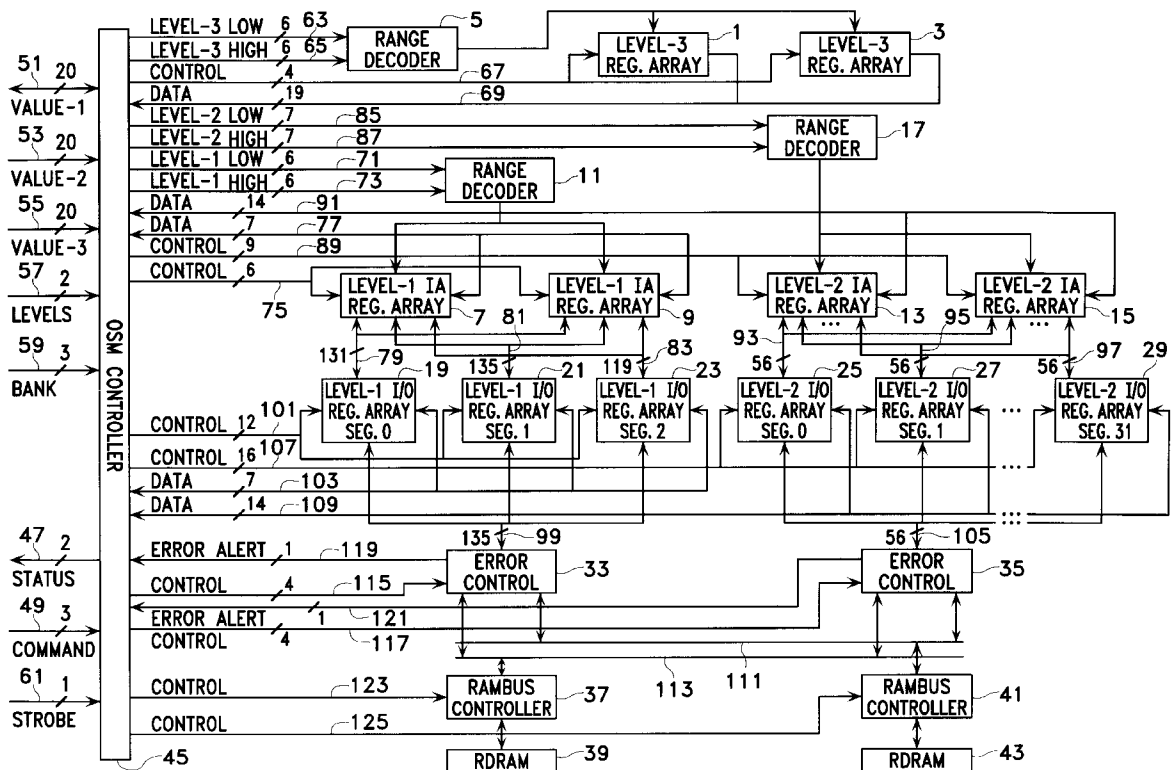 5
1
3
LEVEL-3 LOW 6 63
LEVEL-3 HIGH 6 65
RANGE
DECODER
LEVEL-3
REG. ARRAY
LEVEL-3
REG. ARRAY
CONTROL 4 67
DATA 19 69
51 20
VALUE-1
LEVEL-2 LOW 7 85
LEVEL-2 HIGH 7 87
RANGE
DECODER
17
53 20
VALUE-2
LEVEL-1 LOW 6 71
LEVEL-1 HIGH 6 73
RANGE
DECODER
11
55 20
VALUE-3
DATA 14 91
DATA 7 77
CONTROL 9 89
CONTROL 6
75
57 2
LEVELS
LEVEL-1 IA
REG. ARRAY
7
LEVEL-1 IA
REG. ARRAY
9
LEVEL-2 IA
REG. ARRAY
...
13
LEVEL-2 IA
REG. ARRAY
...
15
59 3
BANK
OSM CONTROLLER
131 79
135 81
119 83
93 56
56 95
56 97
19
21
23
25
27
29
LEVEL-1 I/O
REG. ARRAY
SEG. 0
LEVEL-1 I/O
REG. ARRAY
SEG. 1
LEVEL-1 I/O
REG. ARRAY
SEG. 2
LEVEL-2 I/O
REG. ARRAY
SEG. 0
LEVEL-2 I/O
REG. ARRAY
SEG. 1
...
LEVEL-2 I/O
REG. ARRAY
SEG. 31
CONTROL 12 101
CONTROL 16 107
...
DATA 7 103
DATA 14 109
...
135 99
56 105
47 2
STATUS
ERROR ALERT 1 119
ERROR
CONTROL
33
ERROR
CONTROL
35
CONTROL 4 115
121
49 3
COMMAND
ERROR ALERT 1 117
CONTROL 4
111
113
61 1
STROBE
CONTROL 123
RAMBUS
CONTROLLER
37
RAMBUS
CONTROLLER
41
CONTROL 125
45
RDRAM
39
RDRAM
43